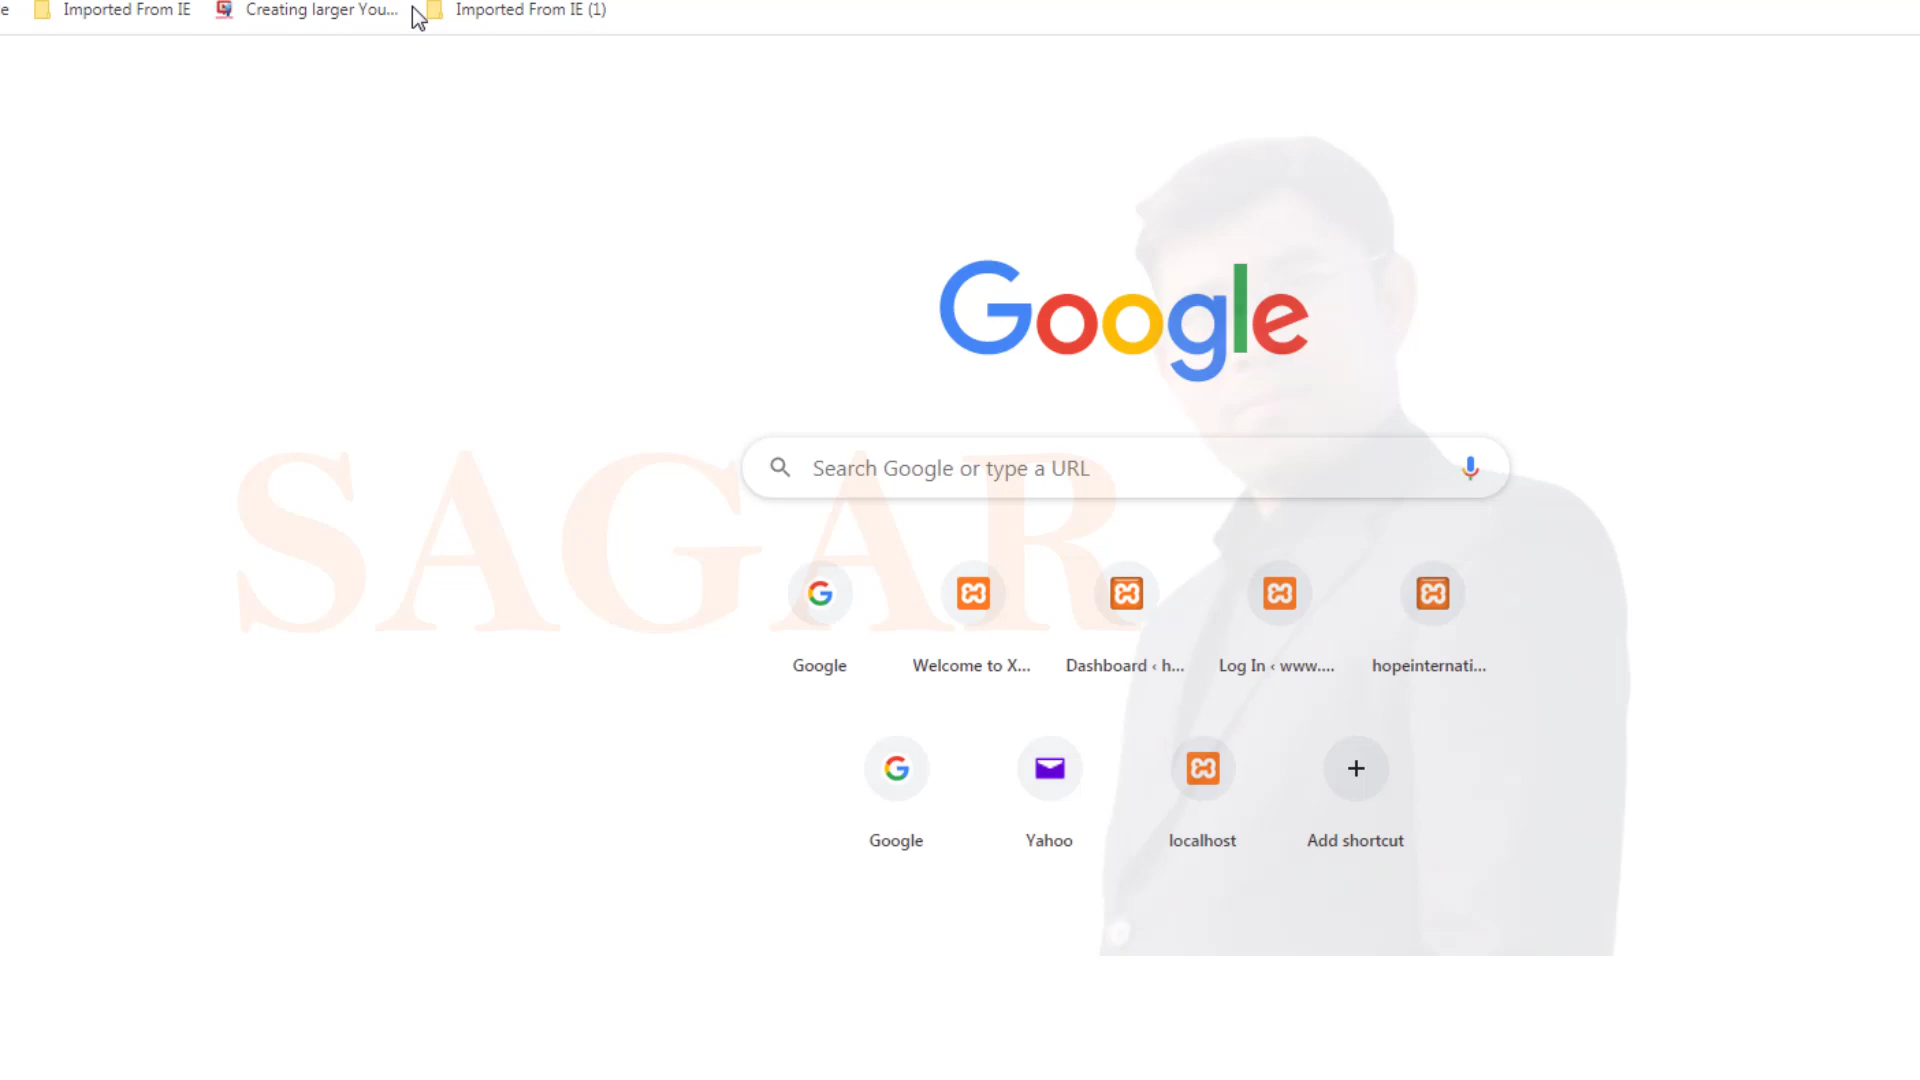 e Imported From IE Creating larger You... Imported From IE (1)
Google
Search Google or type a URL
SAGAR
Google Welcome to X... Dashboard ‹ h... Log In ‹ www.... hopeinternati...
Google Yahoo localhost Add shortcut